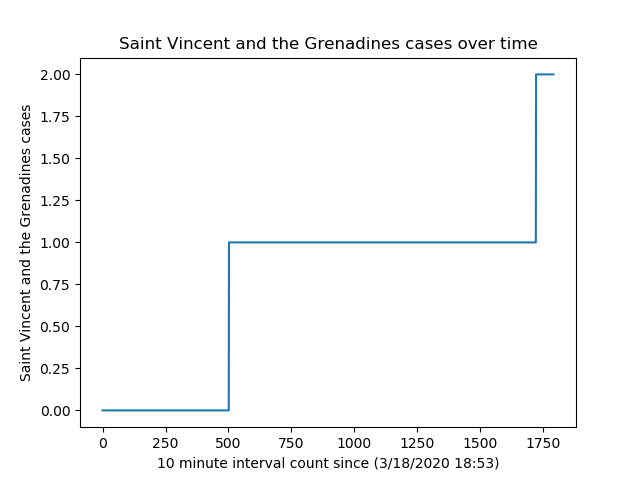 Saint Vincent and the Grenadines cases over time
Saint Vincent and the Grenadines cases
2.00
1.75
1.50
1.25
1.00
0.75
0.50
0.25
0.00
0 250 500 750 1000 1250 1500 1750
10 minute interval count since (3/18/2020 18:53)